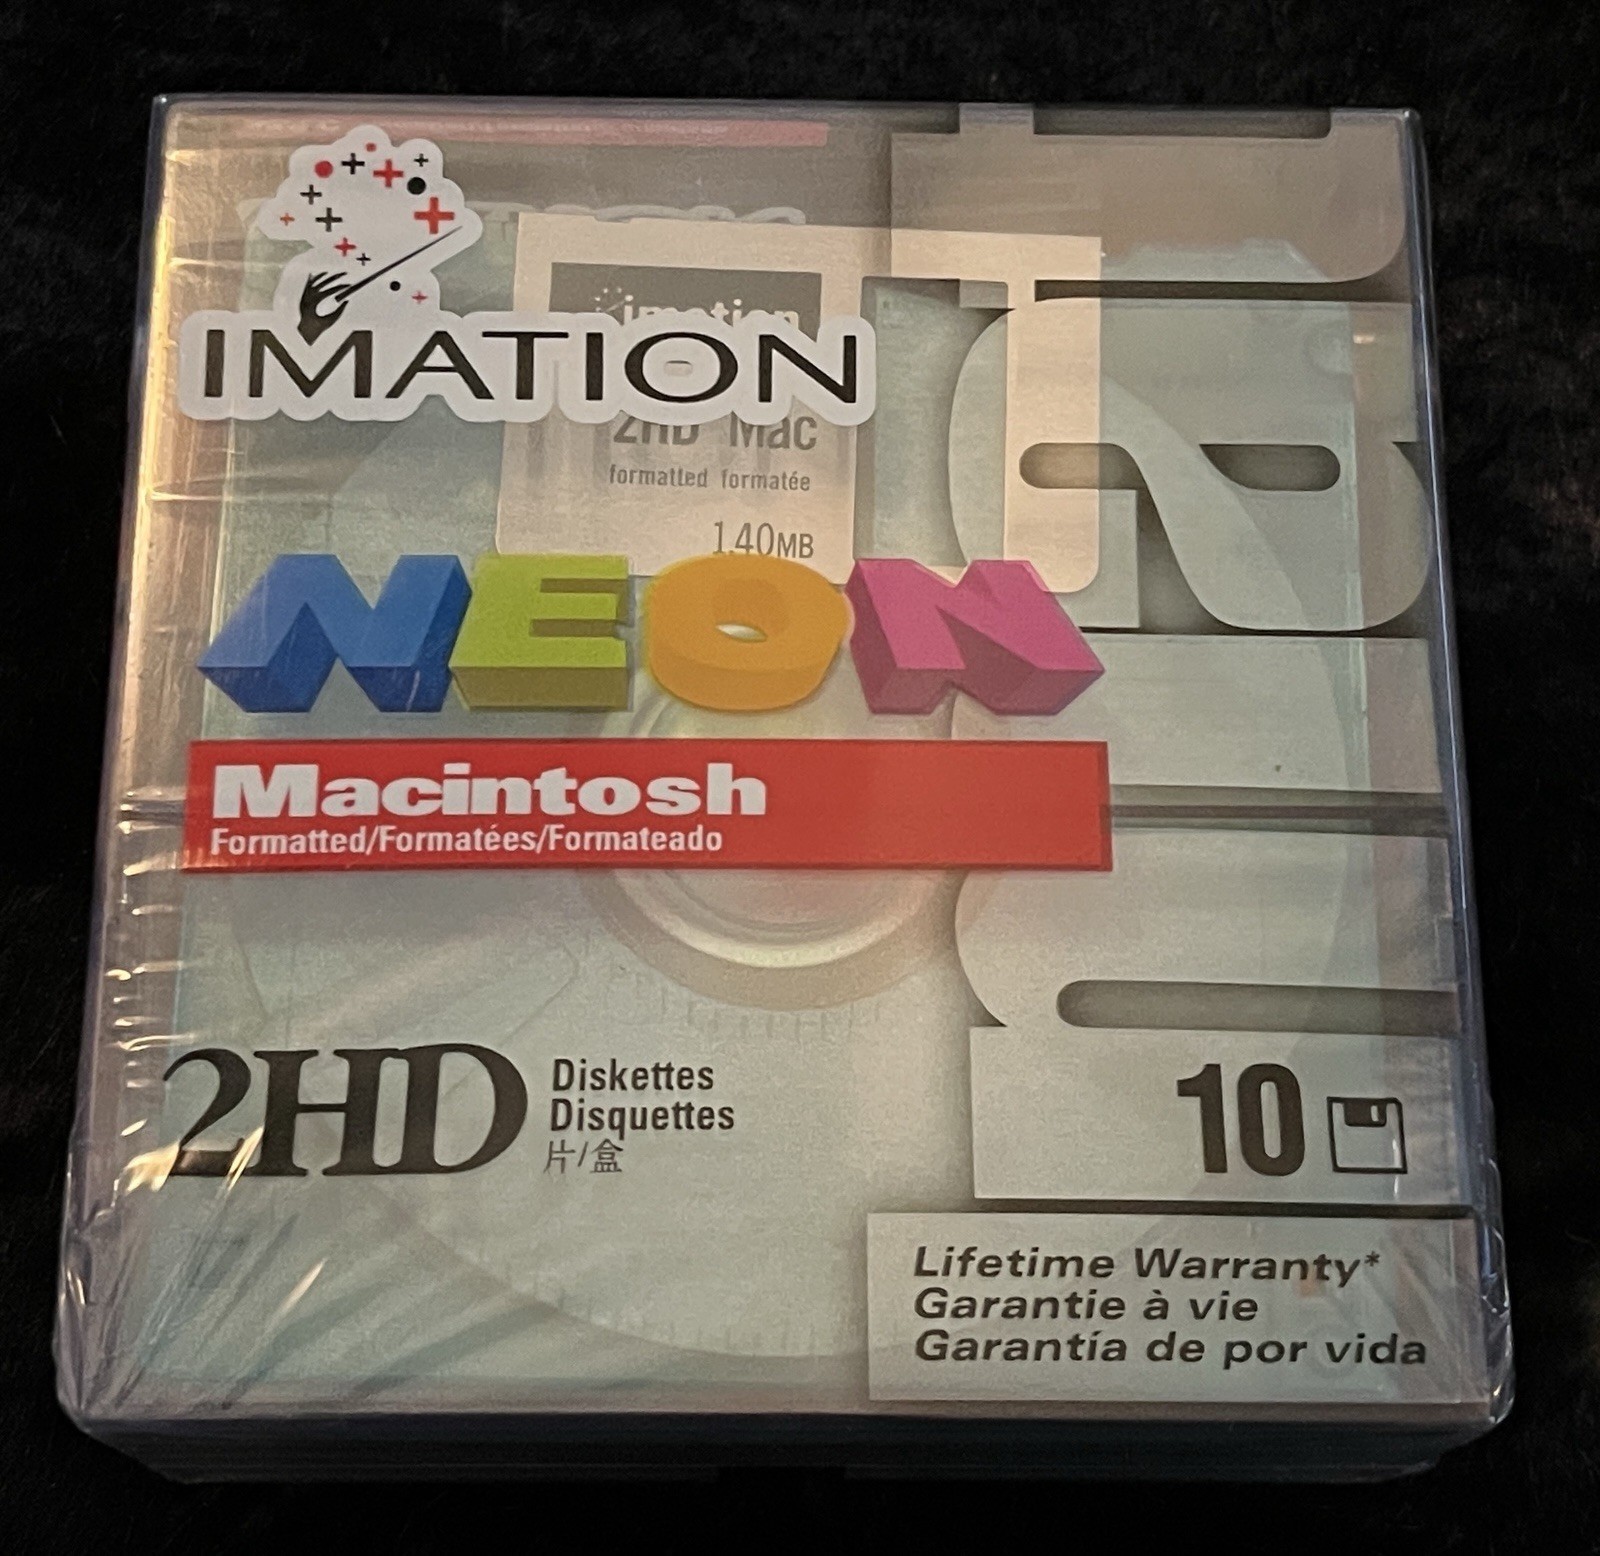 imation
IMATION
2HD Mac
formatted formatée
1.40MB
NEON
Macintosh
Formatted/Formatées/Formateado
2HD
Diskettes
Disquettes
片/盒
10
Lifetime Warranty*
Garantie à vie
Garantía de por vida